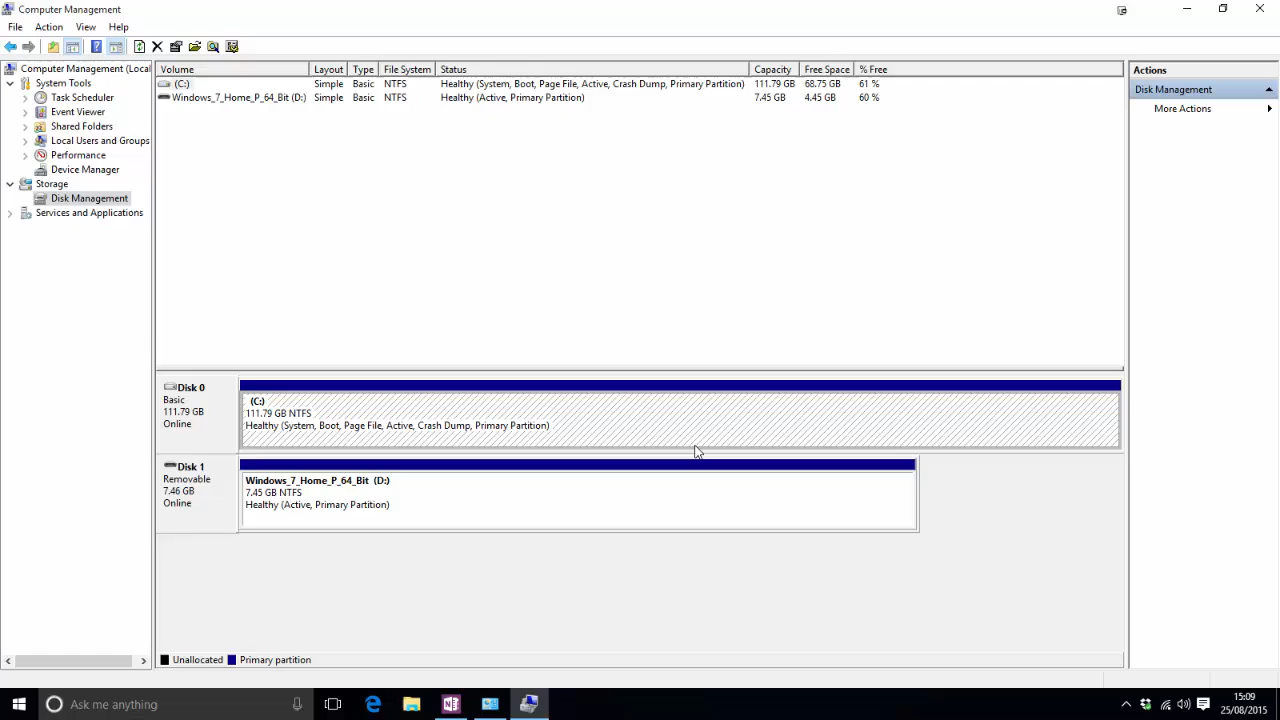 Computer Management
File Action View Help
Computer Management (Local
System Tools
Task Scheduler
Event Viewer
Shared Folders
Local Users and Groups
Performance
Device Manager
Storage
Disk Management
Services and Applications
Volume Layout Type File System Status Capacity Free Space % Free
(C:) Simple Basic NTFS Healthy (System, Boot, Page File, Active, Crash Dump, Primary Partition) 111.79 GB 68.75 GB 61 %
Windows_7_Home_P_64_Bit (D:) Simple Basic NTFS Healthy (Active, Primary Partition) 7.45 GB 4.45 GB 60 %
Actions
Disk Management
More Actions
Disk 0
Basic
111.79 GB
Online
(C:)
111.79 GB NTFS
Healthy (System, Boot, Page File, Active, Crash Dump, Primary Partition)
Disk 1
Removable
7.46 GB
Online
Windows_7_Home_P_64_Bit (D:)
7.45 GB NTFS
Healthy (Active, Primary Partition)
Unallocated Primary partition
Ask me anything
15:09
25/08/2015